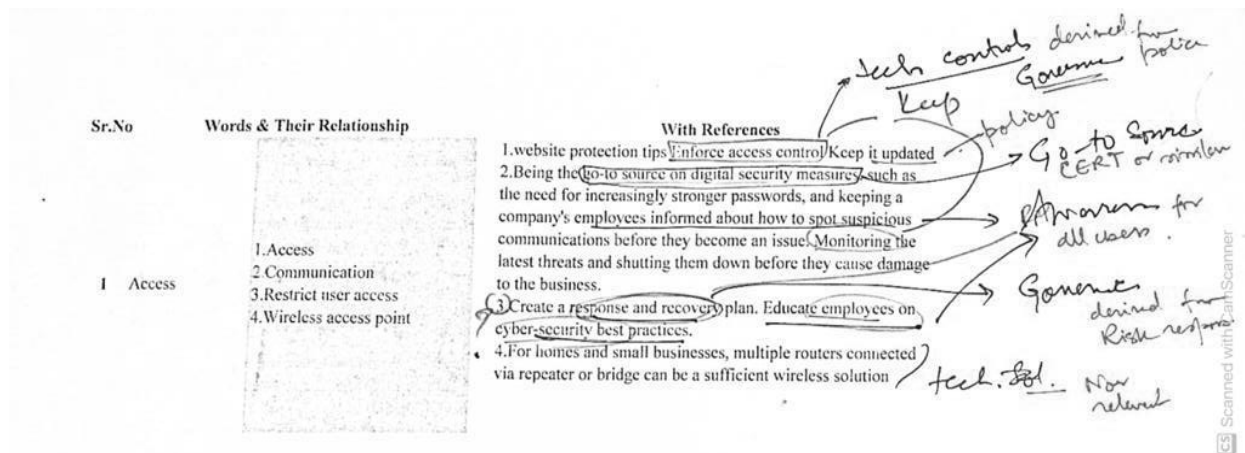 Tech controls derived from
Governance police
Keep
policy
Sr.No Words & Their Relationship With References
1 Access
1.Access
2.Communication
3.Restrict user access
4.Wireless access point
1.website protection tips Enforce access control Keep it updated
2.Being the go-to source on digital security measures, such as
the need for increasingly stronger passwords, and keeping a
company's employees informed about how to spot suspicious
communications before they become an issue. Monitoring the
latest threats and shutting them down before they cause damage
to the business.
3.Create a response and recovery plan. Educate employees on
cyber-security best practices.
4.For homes and small businesses, multiple routers connected
via repeater or bridge can be a sufficient wireless solution
Go-to Source
CERT or similar
Awareness for
all users.
derived from
Risk response
tech. Sol.
relevant
CS Scanned with CamScanner